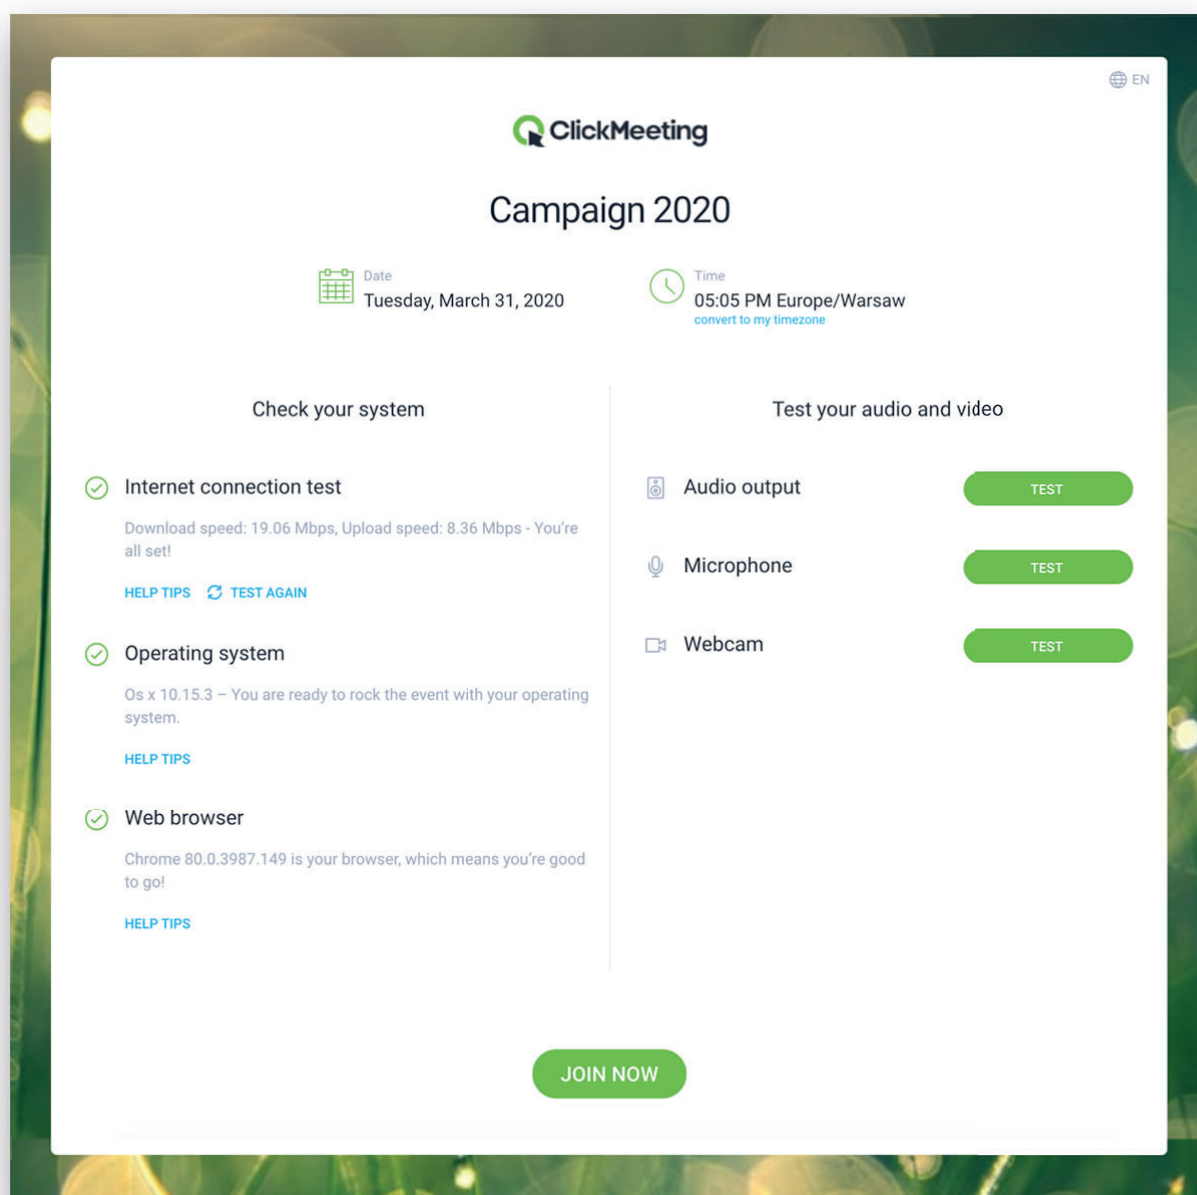 EN
ClickMeeting
Campaign 2020
Date
Tuesday, March 31, 2020
Time
05:05 PM Europe/Warsaw
convert to my timezone
Check your system
Internet connection test
Download speed: 19.06 Mbps, Upload speed: 8.36 Mbps - You're
all set!
HELP TIPS TEST AGAIN
Operating system
Os x 10.15.3 – You are ready to rock the event with your operating
system.
HELP TIPS
Web browser
Chrome 80.0.3987.149 is your browser, which means you're good
to go!
HELP TIPS
Test your audio and video
Audio output TEST
Microphone TEST
Webcam TEST
JOIN NOW